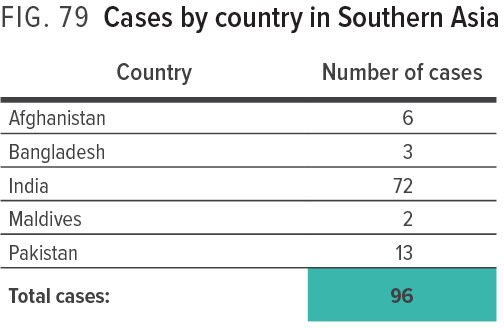 FIG. 79 Cases by country in Southern Asia
Country Number of cases
Afghanistan 6
Bangladesh 3
India 72
Maldives 2
Pakistan 13
Total cases: 96